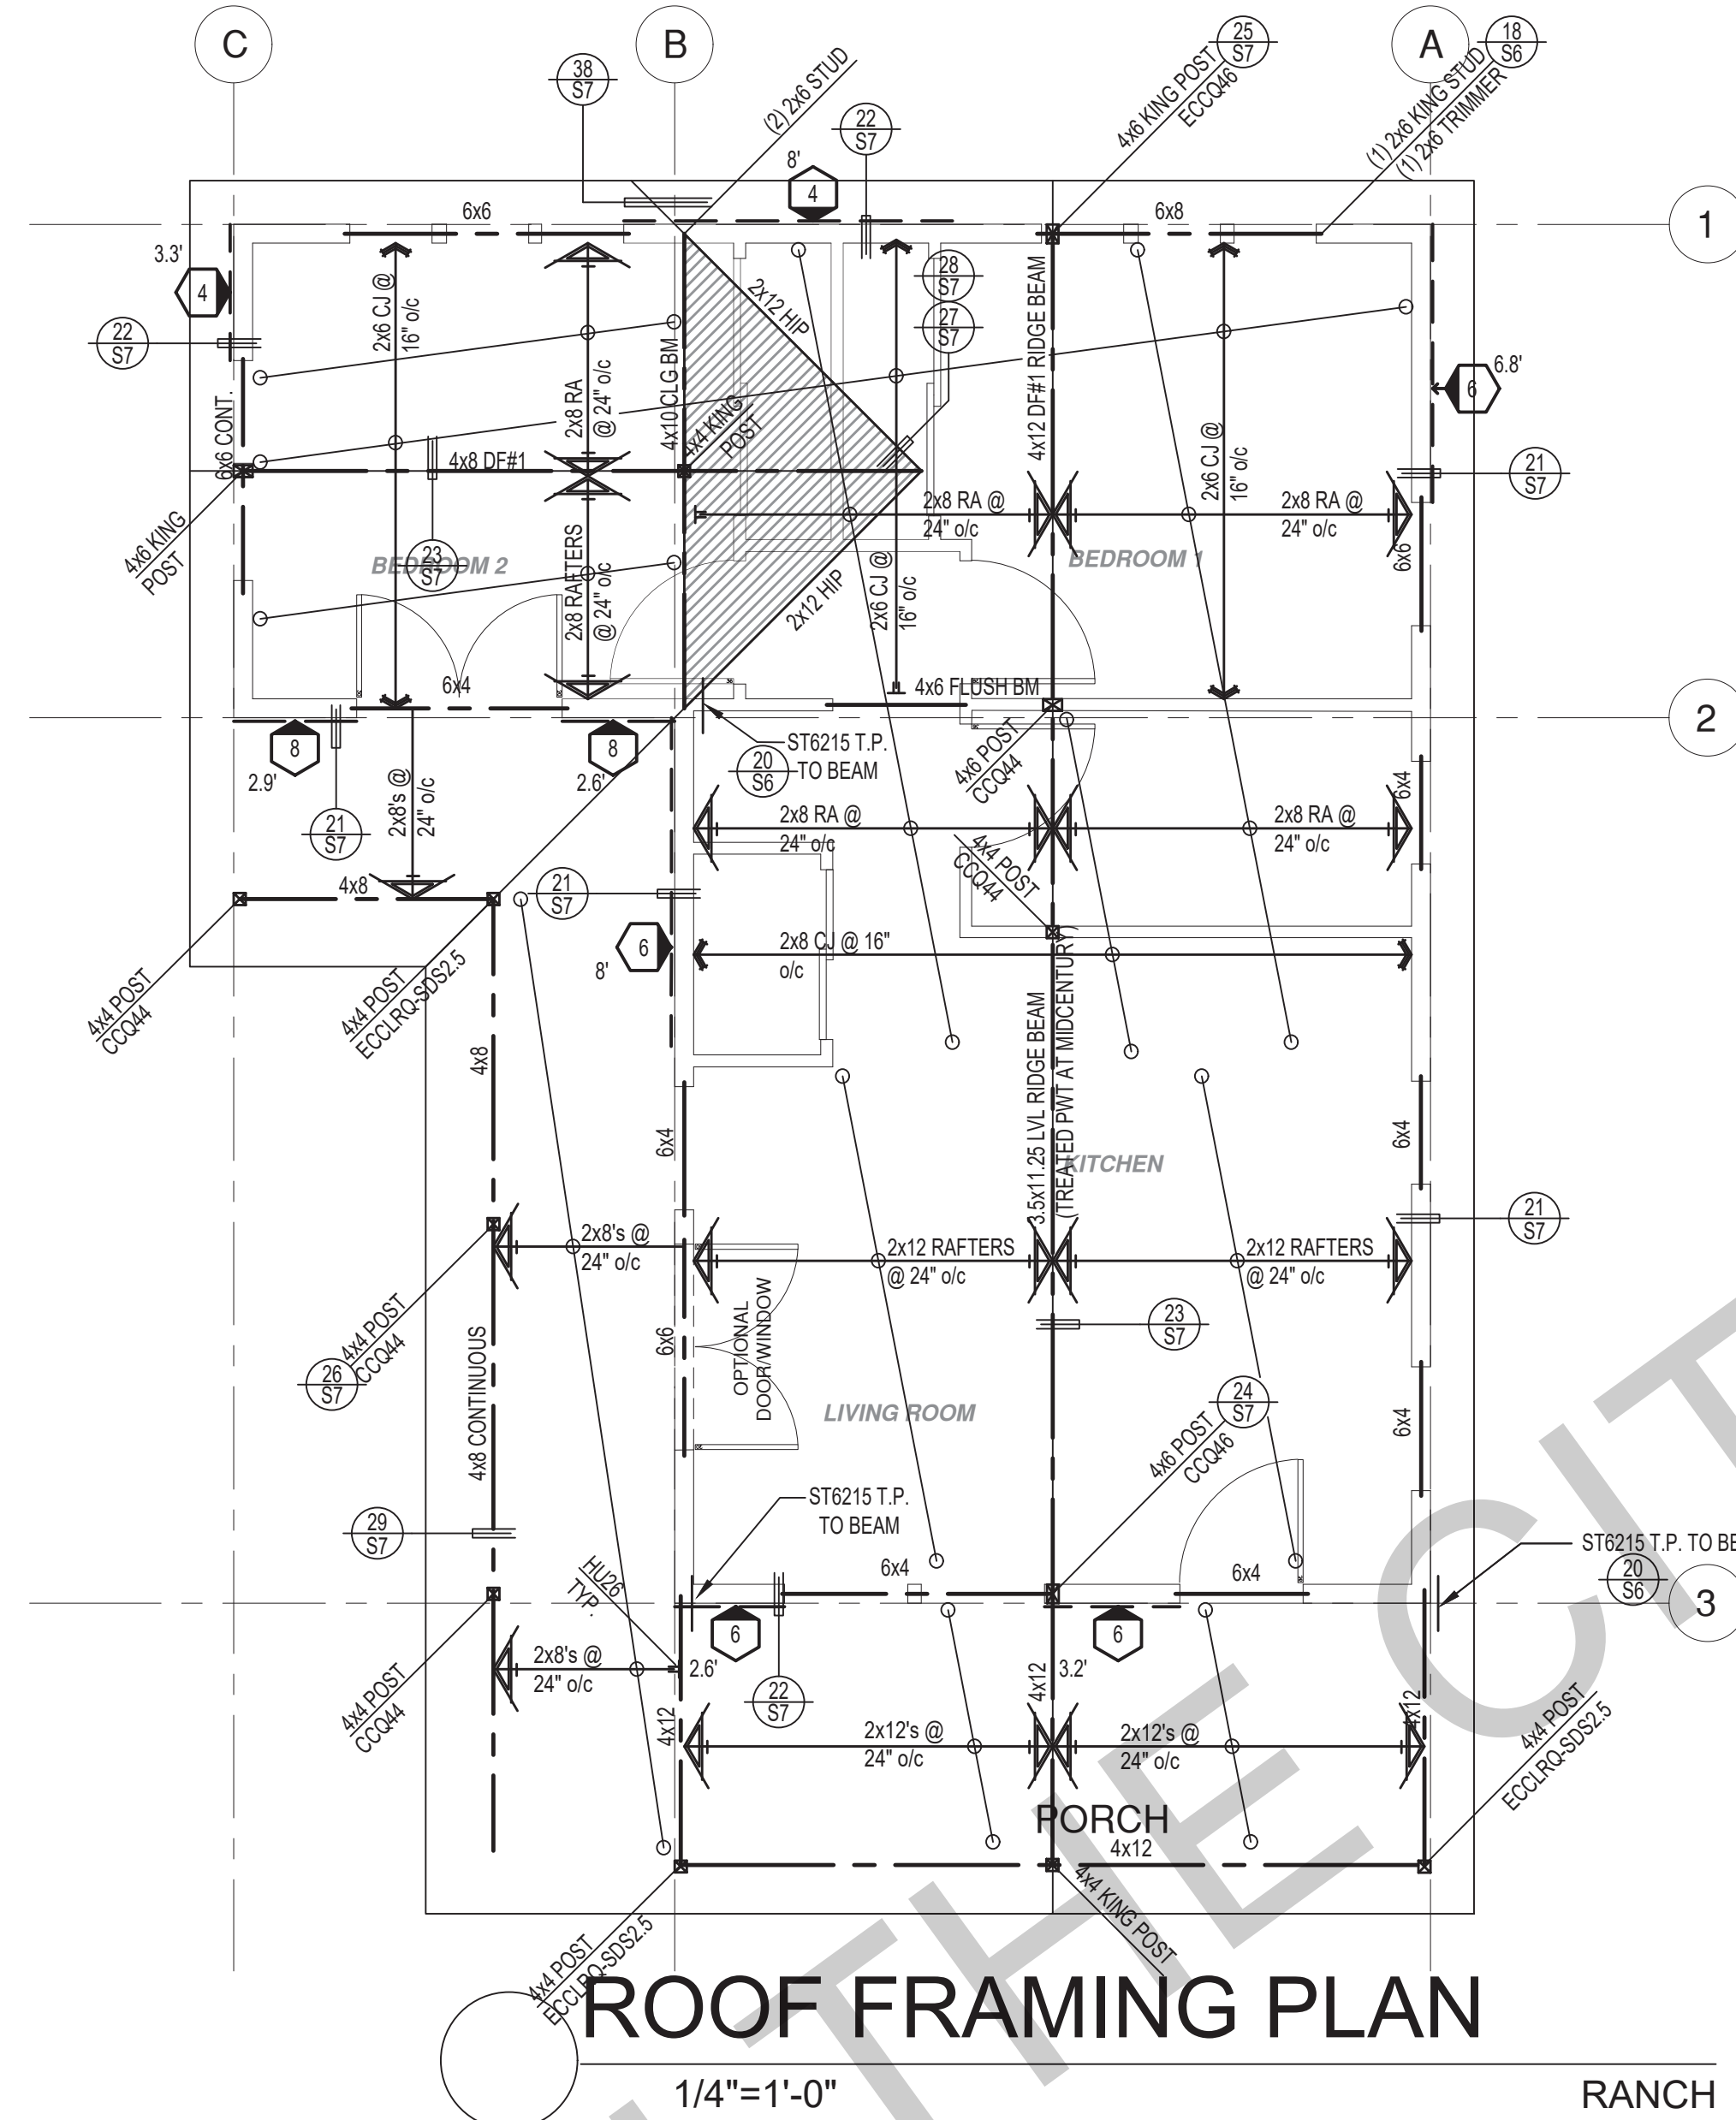 C
B
A
38
S7
(2) 2x6 STUD
22
S7
25
S7
4x6 KING POST
ECCQ46
18
S6
(1) 2x6 KING STUD
(1) 2x6 TRIMMER
8'
4
6x6
6x8
1
3.3'
4
22
S7
2x6 CJ @
16" o/c
2x8 RA
@ 24" o/c
4x10 CLG BM
2x12 HIP
28
S7
27
S7
4x12 DF#1 RIDGE BEAM
2x6 CJ @
16" o/c
6.8'
6
6x6 CONT.
4x8 DF#1
4x4 KING
POST
21
S7
4x6 KING
POST
23
S7
BEDROOM 2
2x8 RAFTERS
@ 24" o/c
2x8 RA @
24" o/c
2x8 RA @
24" o/c
BEDROOM 1
6x6
2x12 HIP
2x6 CJ @
16" o/c
6x4
4x6 FLUSH BM
2
8
2.9'
8
2.6'
21
S7
2x8's @
24" o/c
ST6215 T.P.
TO BEAM
20
S6
4x6 POST
CCQ44
6x4
2x8 RA @
24" o/c
2x8 RA @
24" o/c
4x4 POST
CCQ44
4x8
21
S7
6
8'
2x8 CJ @ 16"
o/c
4x4 POST
CCQ44
4x4 POST
ECCLRQ-SDS2.5
4x8
6x4
3.5x11.25 LVL RIDGE BEAM
(TREATED PWT AT MIDCENTURY)
KITCHEN
6x4
21
S7
2x8's @
24" o/c
2x12 RAFTERS
@ 24" o/c
2x12 RAFTERS
@ 24" o/c
4x4 POST
CCQ44
26
S7
4x8 CONTINUOUS
6x6
OPTIONAL
DOOR/WINDOW
23
S7
LIVING ROOM
24
S7
4x6 POST
CCQ46
6x4
29
S7
ST6215 T.P.
TO BEAM
ST6215 T.P. TO BE
20
S6
3
HU26
TYP.
6x4
6x4
6
6
2x8's @
24" o/c
2.6'
22
S7
4x12
3.2'
4x12
4x12
4x4 POST
CCQ44
2x12's @
24" o/c
2x12's @
24" o/c
4x4 POST
ECCLRQ-SDS2.5
PORCH
4x12
4x4 KING POST
4x4 POST
ECCLRQ-SDS2.5
ROOF FRAMING PLAN
1/4"=1'-0"
RANCH
THE CIT